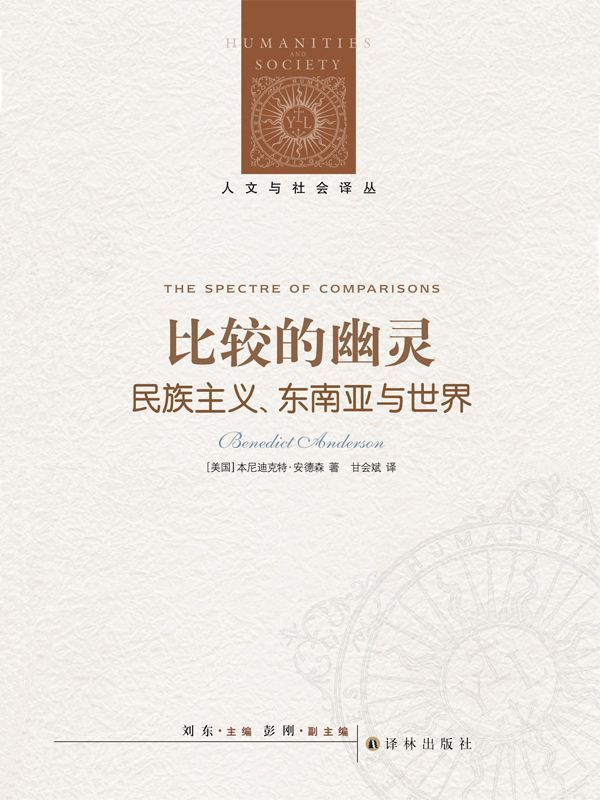 HUMANITIES
AND
SOCIETY
YLL
人文与社会译丛
THE SPECTRE OF COMPARISONS
比较的幽灵
民族主义、东南亚与世界
Benedict Anderson
[美国]本尼迪克特·安德森 著 甘会斌 译
刘东·主编 彭刚·副主编
译林出版社